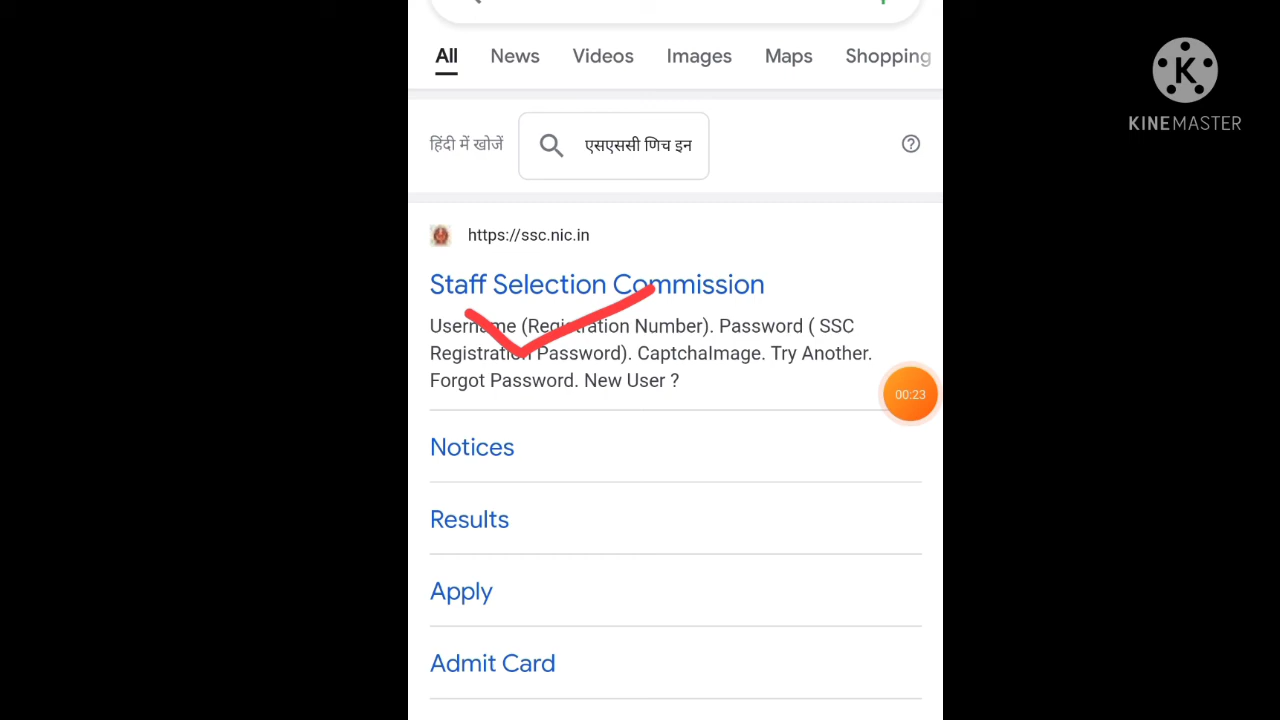 All News Videos Images Maps Shopping
KINEMASTER
हिंदी में खोजें एसएससी णिच इन
https://ssc.nic.in
Staff Selection Commission
Username (Registration Number). Password ( SSC
Registration Password). CaptchaImage. Try Another.
Forgot Password. New User ?
00:23
Notices
Results
Apply
Admit Card